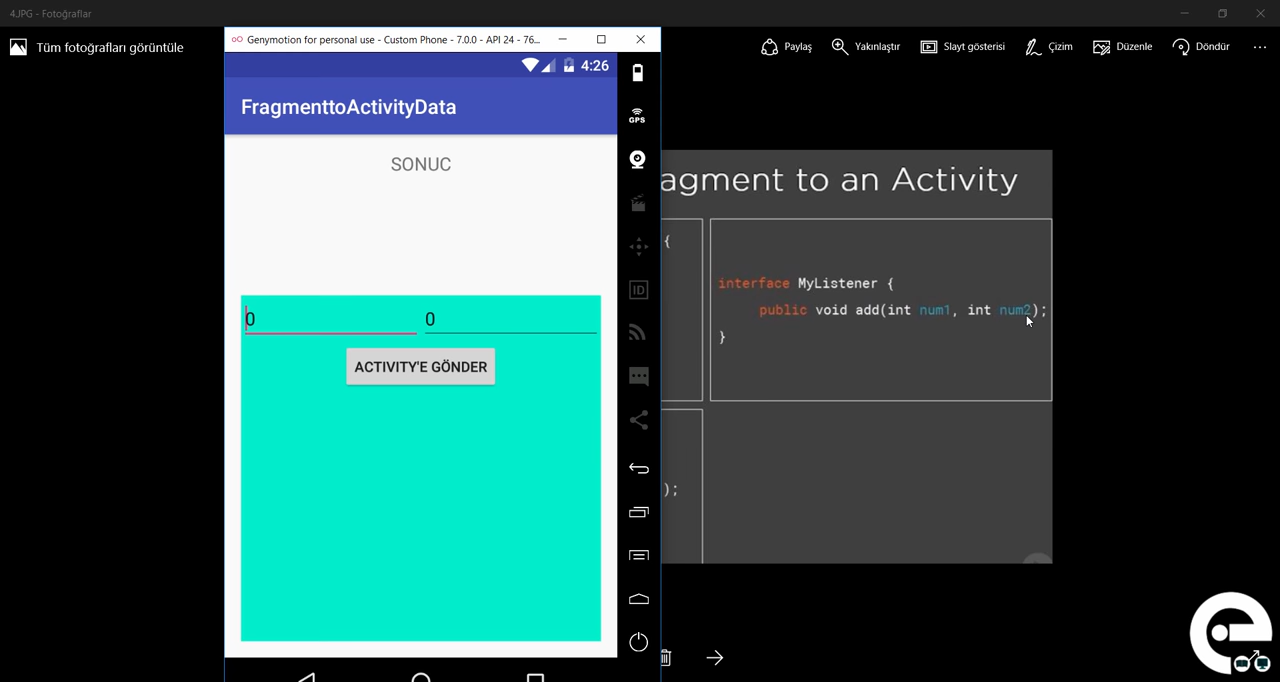 4.JPG - Fotoğraflar
Tüm fotoğrafları görüntüle
Paylaş
Yakınlaştır
Slayt gösterisi
Çizim
Düzenle
Döndür
Genymotion for personal use - Custom Phone - 7.0.0 - API 24 - 76...
4:26
FragmenttoActivityData
SONUC
0
0
ACTIVITY'E GÖNDER
GPS
ID
agment to an Activity
{
interface MyListener {
public void add(int num1, int num2);
}
);